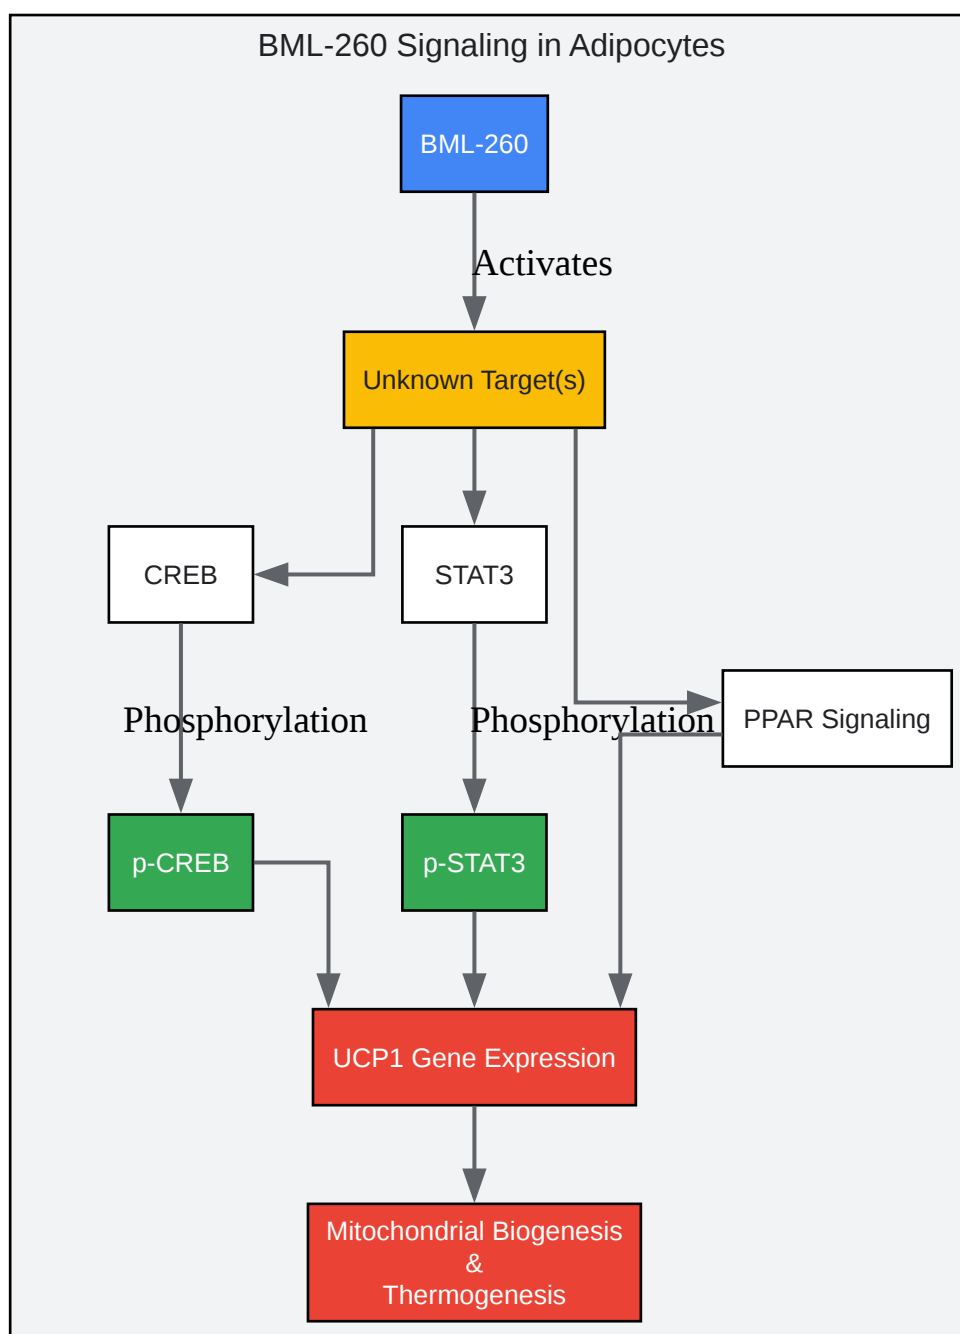 BML-260 Signaling in Adipocytes
BML-260
Activates
Unknown Target(s)
CREB
STAT3
Phosphorylation
Phosphorylation
PPAR Signaling
p-CREB
p-STAT3
UCP1 Gene Expression
Mitochondrial Biogenesis
&
Thermogenesis